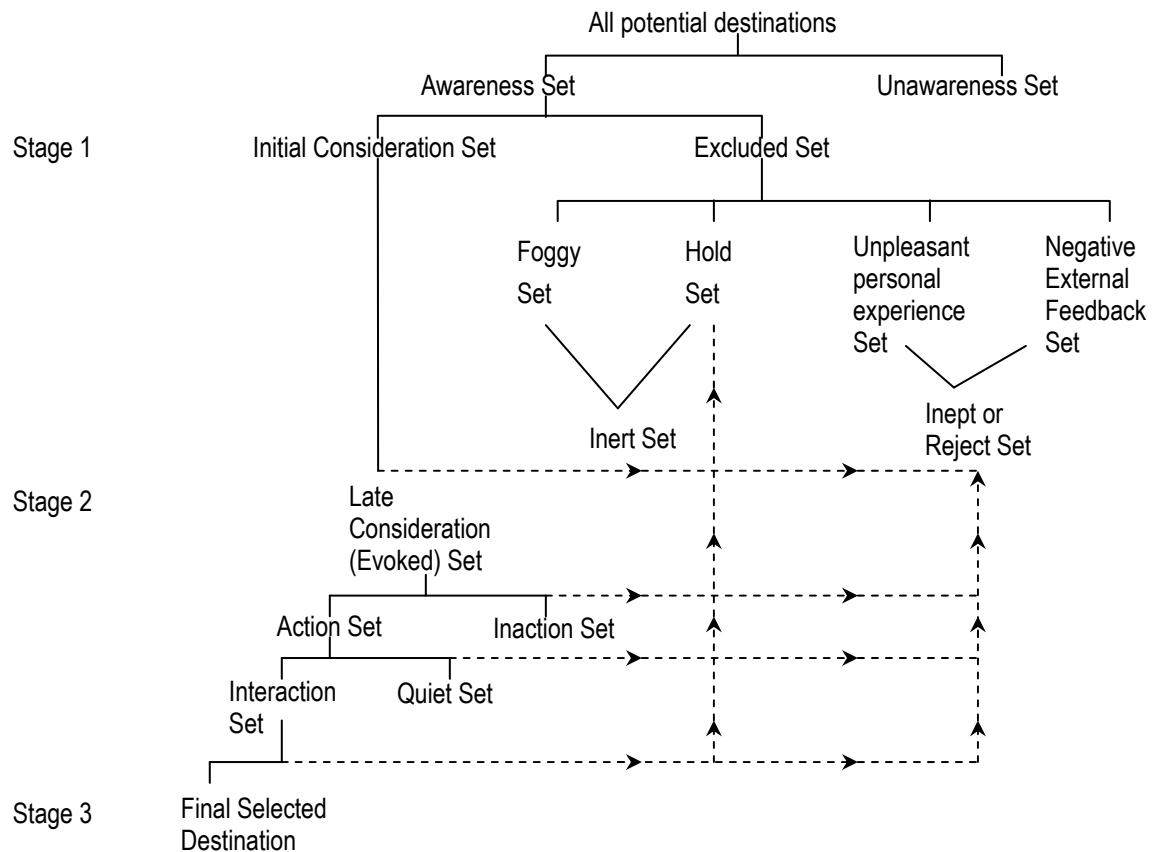 All potential destinations
Awareness Set
Unawareness Set
Stage 1
Initial Consideration Set
Excluded Set
Foggy
Set
Hold
Set
Unpleasant
personal
experience
Set
Negative
External
Feedback
Set
Inert Set
Inept or
Reject Set
Stage 2
Late
Consideration
(Evoked) Set
Action Set
Inaction Set
Interaction
Set
Quiet Set
Stage 3
Final Selected
Destination